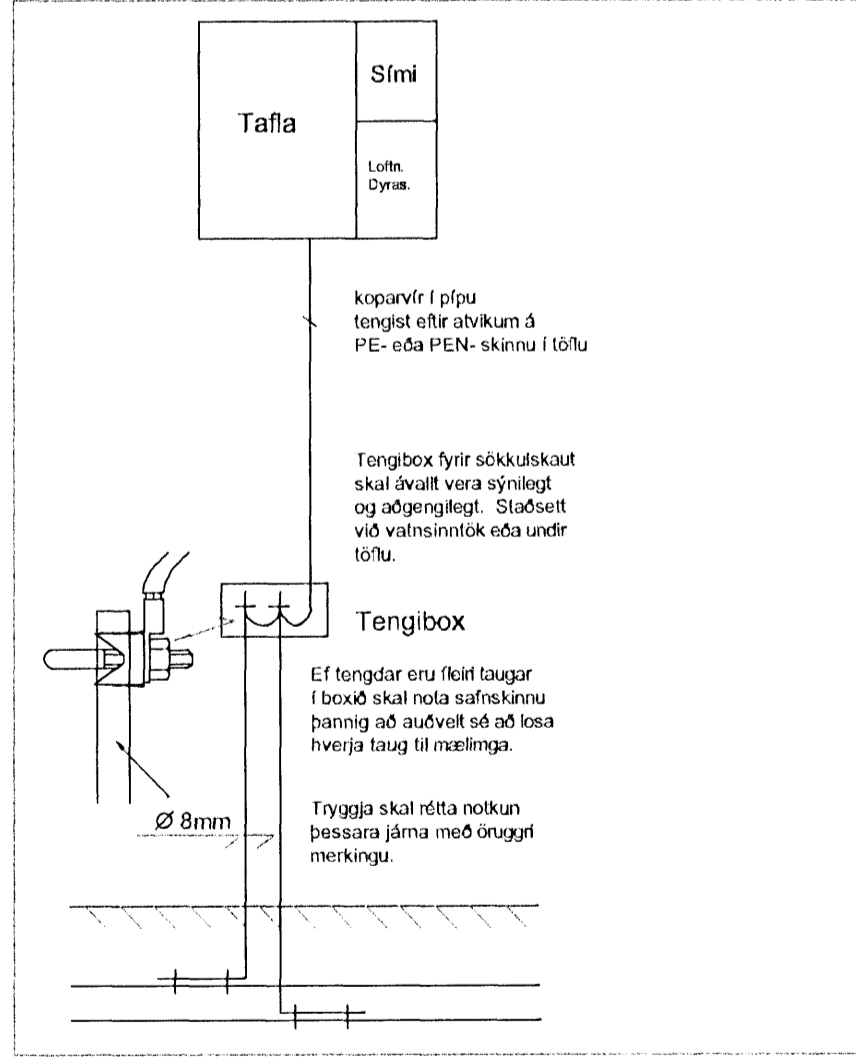 Tafla
Sími
Loftn.
Dyras.
koparvír í pípu
tengist eftir atvikum á
PE- eða PEN- skinnu í töflu
Tengibox fyrir sökkulskaut
skal ávallt vera sýnilegt
og aðgengilegt. Staðsett
við vatnsinntök eða undir
töflu.
Tengibox
Ef tengdar eru fleiri taugar
í boxið skal nota safnskinnu
þannig að auðvelt sé að losa
hverja taug til mælimga.
Ø 8mm
Tryggja skal rétta notkun
þessara járna með öruggri
merkingu.